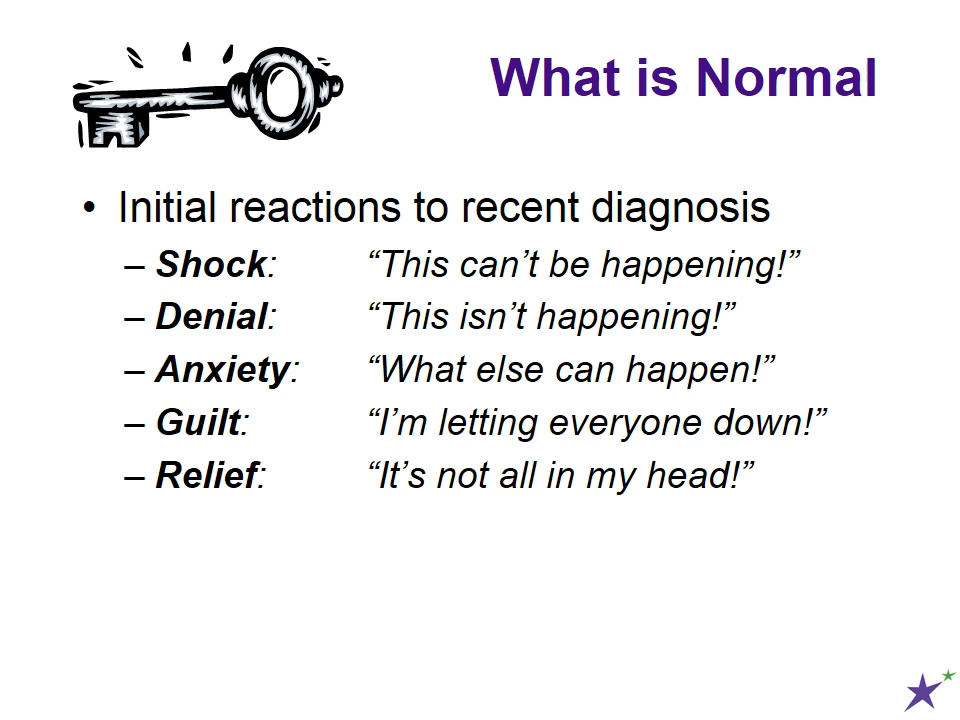 What is Normal
• Initial reactions to recent diagnosis
– Shock: “This can’t be happening!”
– Denial: “This isn’t happening!”
– Anxiety: “What else can happen!”
– Guilt: “I’m letting everyone down!”
– Relief: “It’s not all in my head!”